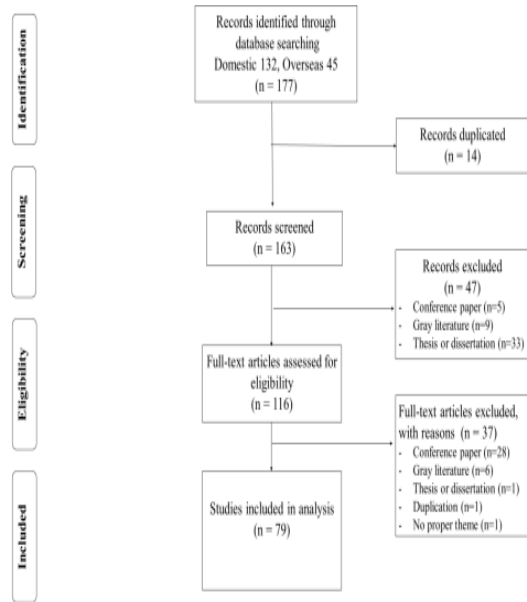 Identification
Records identified through
database searching
Domestic 132, Overseas 45
(n = 177)
Records duplicated
(n = 14)
Screening
Records screened
(n = 163)
Records excluded
(n = 47)
- Conference paper (n=5)
- Gray literature (n=9)
- Thesis or dissertation (n=33)
Eligibility
Full-text articles assessed for
eligibility
(n = 116)
Full-text articles excluded,
with reasons (n = 37)
- Conference paper (n=28)
- Gray literature (n=6)
- Thesis or dissertation (n=1)
- Duplication (n=1)
- No proper theme (n=1)
Included
Studies included in analysis
(n = 79)